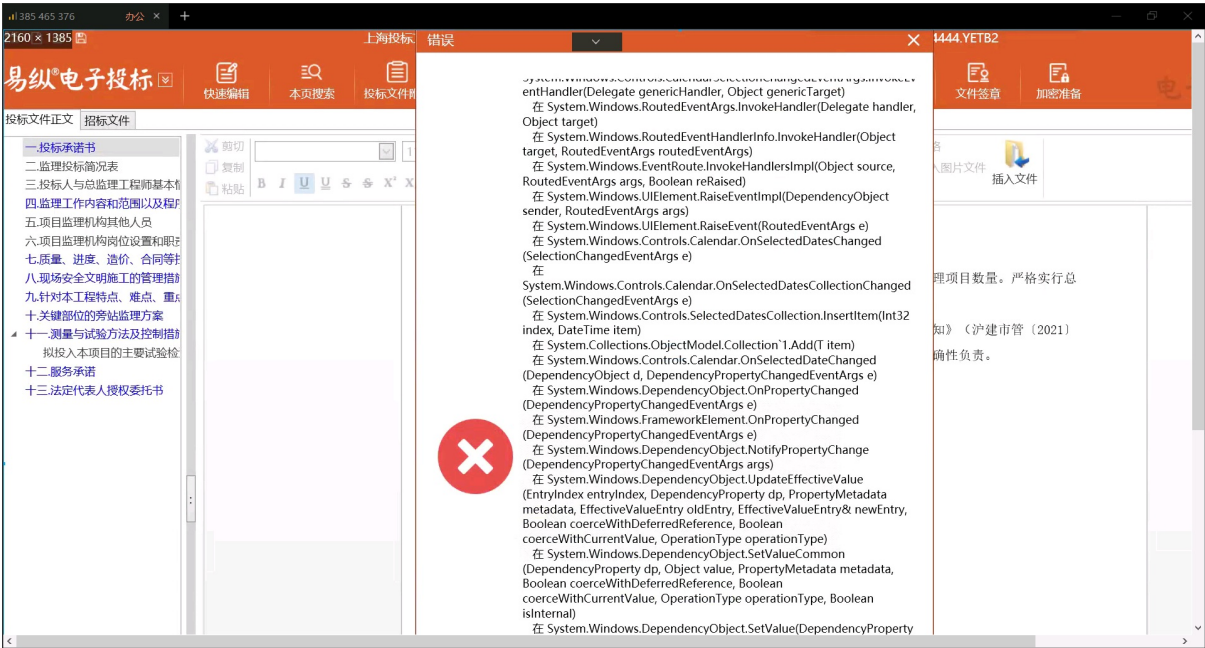 385 465 376
办公
2160 × 1385
上海投标
错误
4444.YETB2
易纵®电子投标
快速编辑
本页搜索
投标文件
文件签章
加密准备
投标文件正文
招标文件
一.投标承诺书
二.监理投标简况表
三.投标人与总监理工程师基本
四.监理工作内容和范围以及程
五.项目监理机构其他人员
六.项目监理机构岗位设置和职
七.质量、进度、造价、合同等
八.现场安全文明施工的管理措施
九.针对本工程特点、难点、重
十.关键部位的旁站监理方案
十一.测量与试验方法及控制措施
拟投入本项目的主要试验检
十二.服务承诺
十三.法定代表人授权委托书
剪切
复制
粘贴
B I U U S S X X
图片文件
插入文件
System.Windows.Controls.CalendarSelectionChangedEventArgs.InvokeEv
entHandler(Delegate genericHandler, Object genericTarget)
在 System.Windows.RoutedEventArgs.InvokeHandler(Delegate handler,
Object target)
在 System.Windows.RoutedEventHandlerInfo.InvokeHandler(Object
target, RoutedEventArgs routedEventArgs)
在 System.Windows.EventRoute.InvokeHandlersImpl(Object source,
RoutedEventArgs args, Boolean reRaised)
在 System.Windows.UIElement.RaiseEventImpl(DependencyObject
sender, RoutedEventArgs args)
在 System.Windows.UIElement.RaiseEvent(RoutedEventArgs e)
在 System.Windows.Controls.Calendar.OnSelectedDatesChanged
(SelectionChangedEventArgs e)
在
System.Windows.Controls.Calendar.OnSelectedDatesCollectionChanged
(SelectionChangedEventArgs e)
在 System.Windows.Controls.SelectedDatesCollection.InsertItem(Int32
index, DateTime item)
在 System.Collections.ObjectModel.Collection`1.Add(T item)
在 System.Windows.Controls.Calendar.OnSelectedDateChanged
(DependencyObject d, DependencyPropertyChangedEventArgs e)
在 System.Windows.DependencyObject.OnPropertyChanged
(DependencyPropertyChangedEventArgs e)
在 System.Windows.FrameworkElement.OnPropertyChanged
(DependencyPropertyChangedEventArgs e)
在 System.Windows.DependencyObject.NotifyPropertyChange
(DependencyPropertyChangedEventArgs args)
在 System.Windows.DependencyObject.UpdateEffectiveValue
(EntryIndex entryIndex, DependencyProperty dp, PropertyMetadata
metadata, EffectiveValueEntry oldEntry, EffectiveValueEntry& newEntry,
Boolean coerceWithDeferredReference, Boolean
coerceWithCurrentValue, OperationType operationType)
在 System.Windows.DependencyObject.SetValueCommon
(DependencyProperty dp, Object value, PropertyMetadata metadata,
Boolean coerceWithDeferredReference, Boolean
coerceWithCurrentValue, OperationType operationType, Boolean
isInternal)
在 System.Windows.DependencyObject.SetValue(DependencyProperty
理项目数量。严格实行总
知》（沪建市管〔2021〕
确性负责。